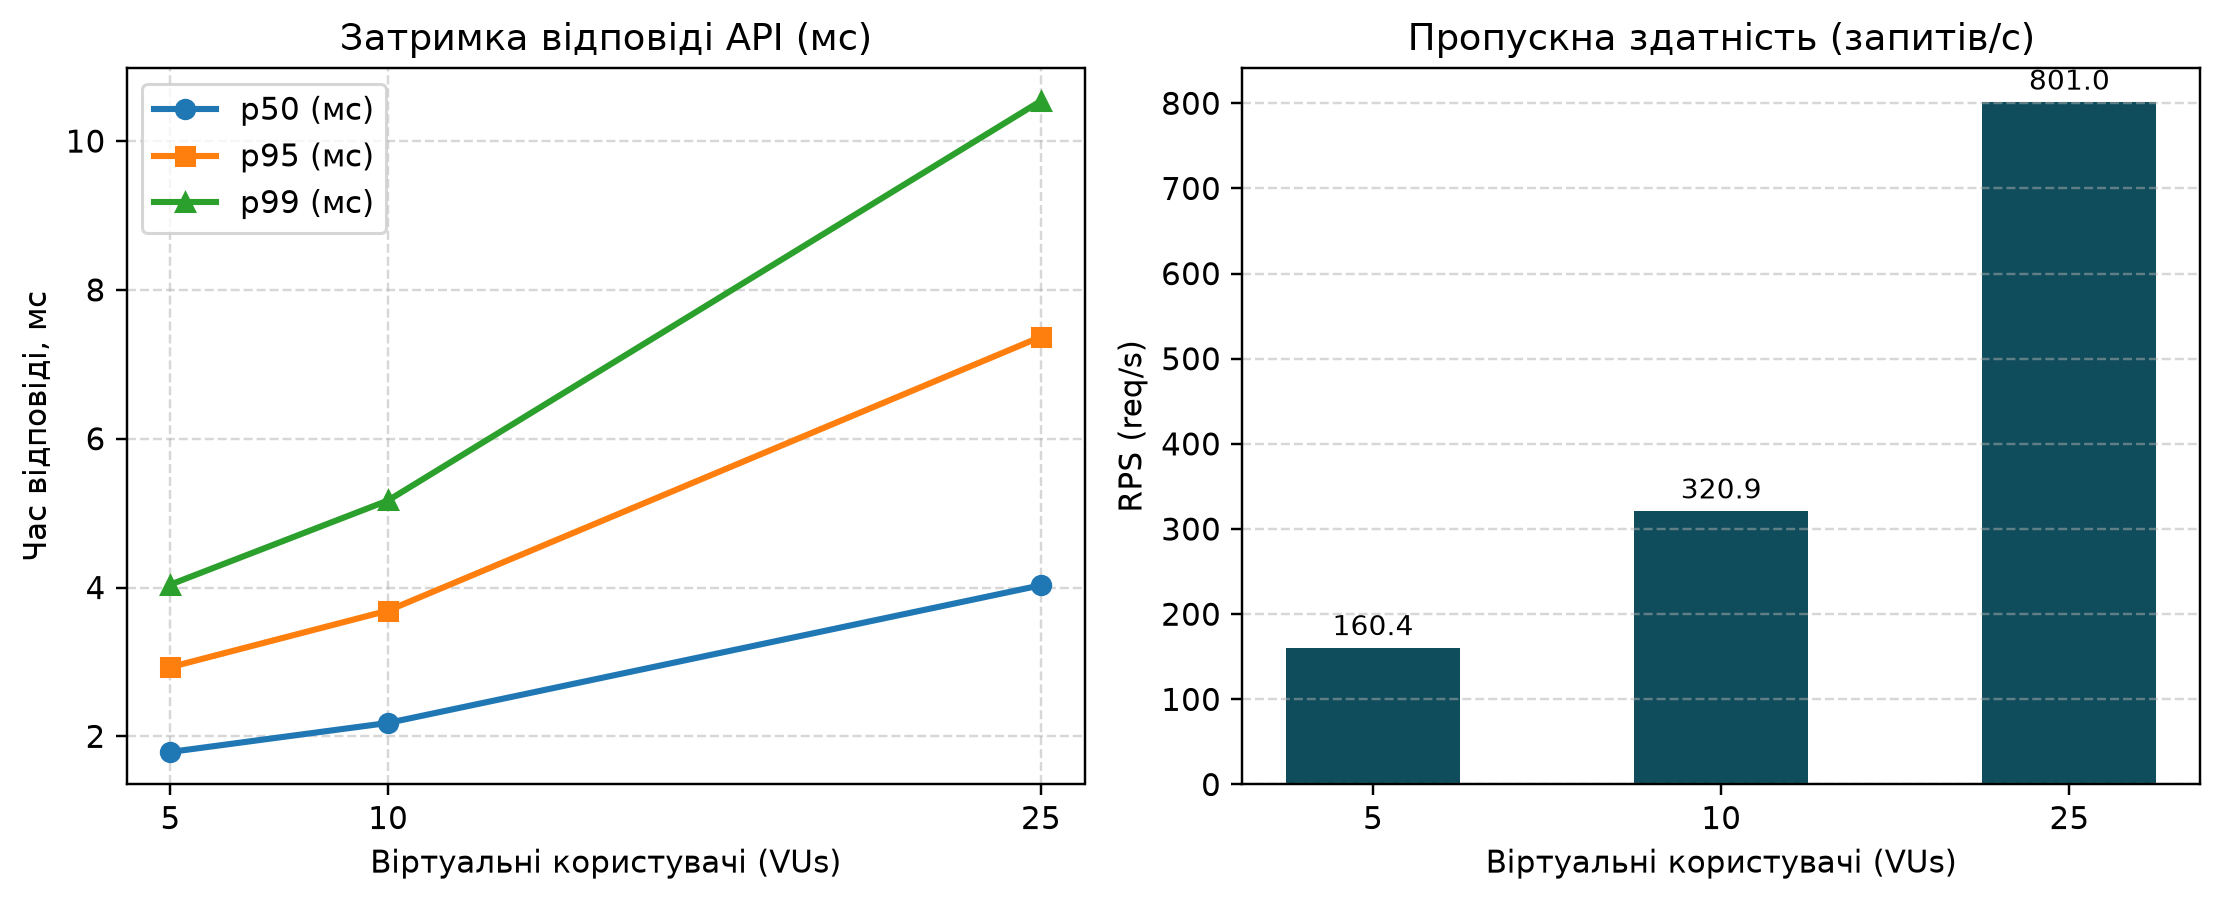 Затримка відповіді API (мс)
p50 (мс)
p95 (мс)
p99 (мс)
Час відповіді, мс
10
8
6
4
2
5 10 25
Віртуальні користувачі (VUs)
Пропускна здатність (запитів/с)
RPS (req/s)
800
700
600
500
400
300
200
100
0
160.4
320.9
801.0
5 10 25
Віртуальні користувачі (VUs)